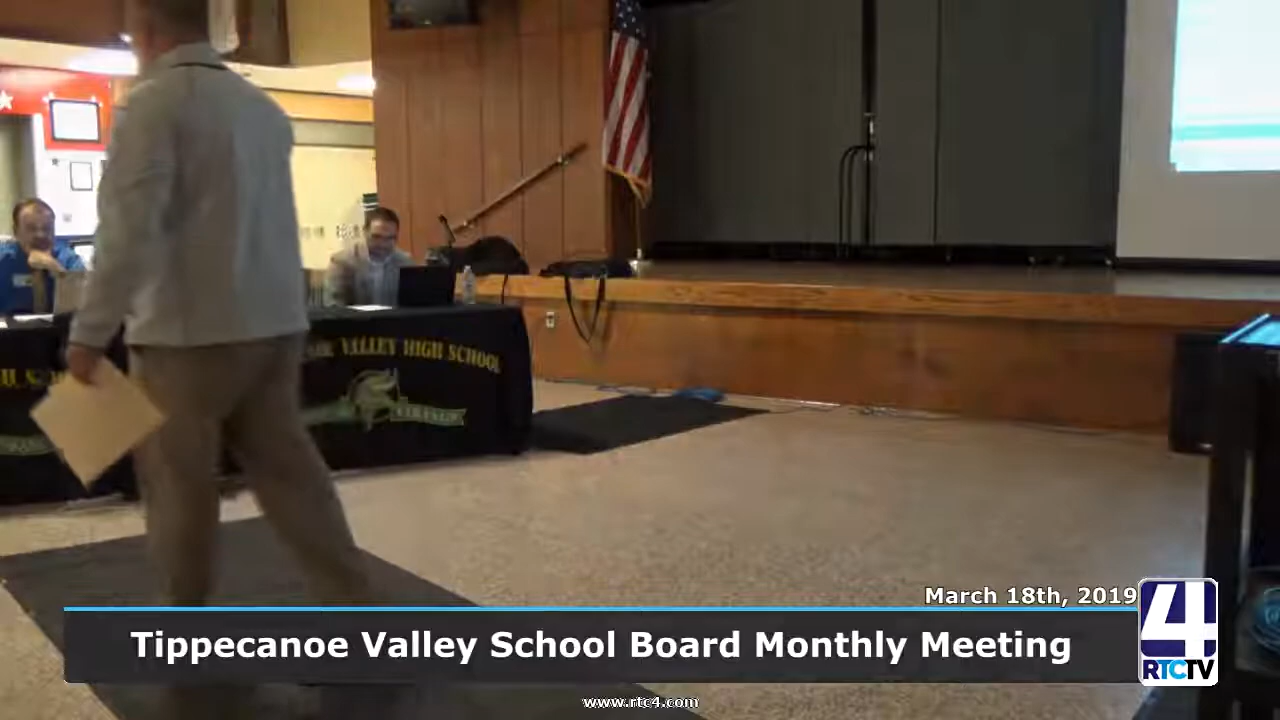 VALLEY HIGH SCHOOL
March 18th, 2019
Tippecanoe Valley School Board Monthly Meeting
4
RTCTV
www.rtc4.com